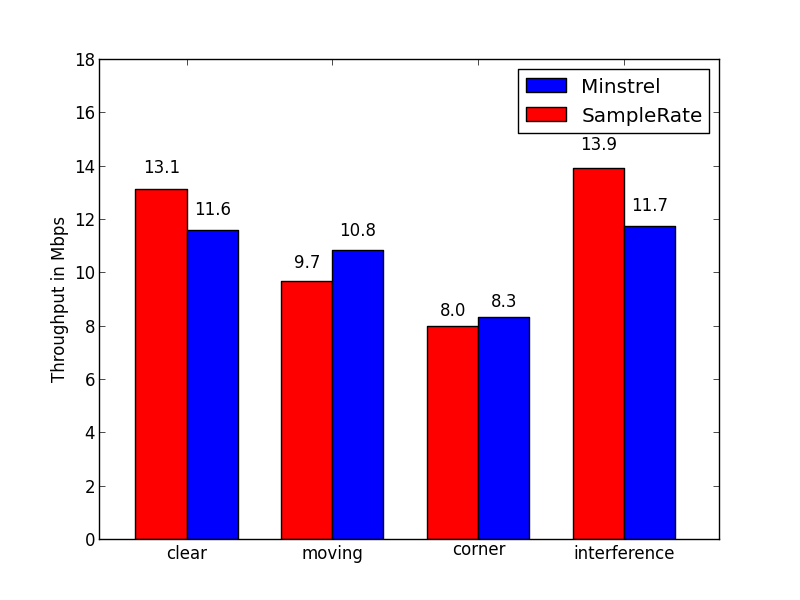 18
16
14
12
10
8
6
4
2
0
Throughput in Mbps
Minstrel
SampleRate
13.1
11.6
9.7
10.8
8.0
8.3
13.9
11.7
clear
moving
corner
interference